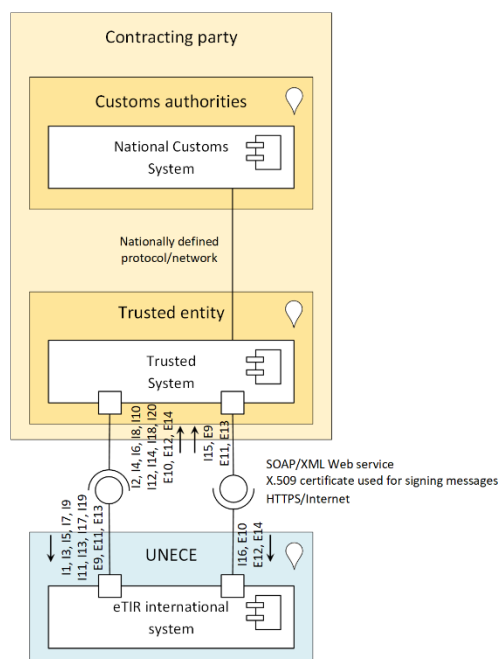 Contracting party
Customs authorities
National Customs
System
Nationally defined
protocol/network
Trusted entity
Trusted
System
I2, I4, I6, I8, I10
I12, I14, I18, I20
E10, E12, E14
I15, E9
E11, E13
SOAP/XML Web service
X.509 certificate used for signing messages
HTTPS/Internet
I1, I3, I5, I7, I9
I11, I13, I17, I19
E9, E11, E13
UNECE
I16, E10
E12, E14
eTIR international
system